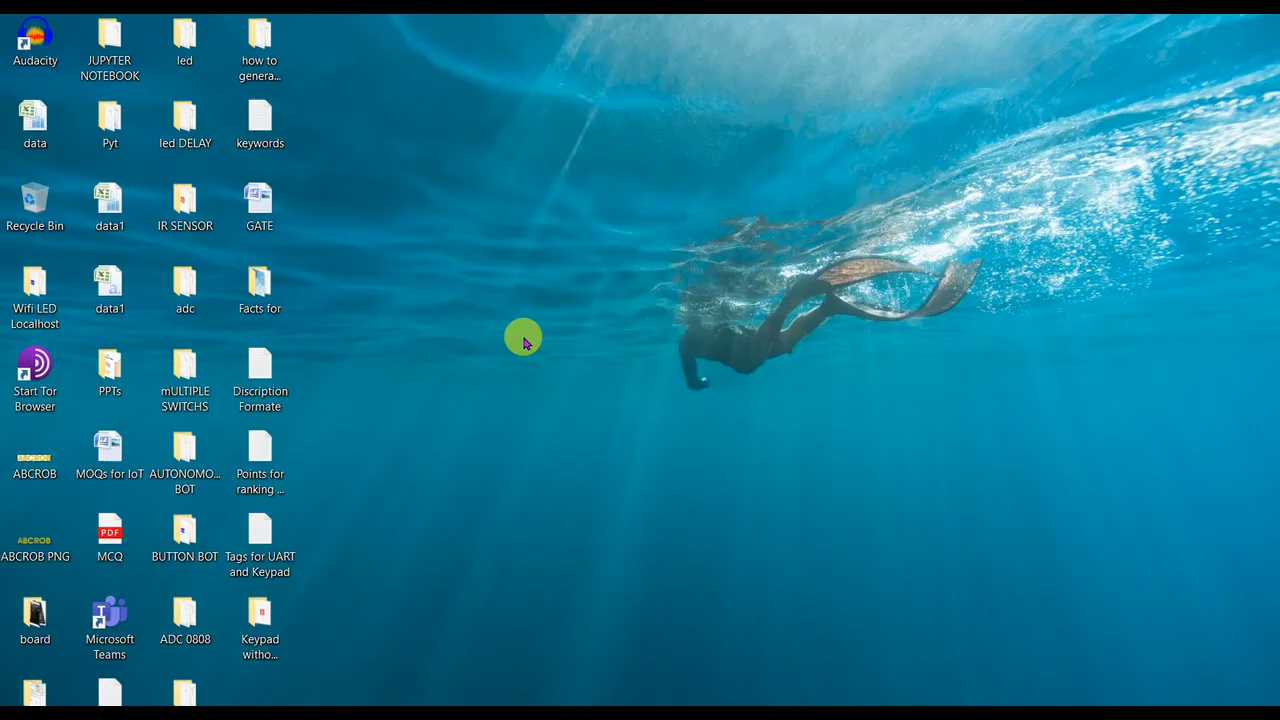 Audacity
JUPYTER
NOTEBOOK
led
how to
genera...
data
Pyt
led DELAY
keywords
Recycle Bin
data1
IR SENSOR
GATE
Wifi LED
Localhost
data1
adc
Facts for
Start Tor
Browser
PPTs
mULTIPLE
SWITCHS
Discription
Formate
ABCROB
ABCROB
MOQs for IoT
AUTONOMO...
BOT
Points for
ranking ...
ABCROB
ABCROB PNG
PDF
MCQ
BUTTON BOT
Tags for UART
and Keypad
board
T
Microsoft
Teams
ADC 0808
Keypad
witho...